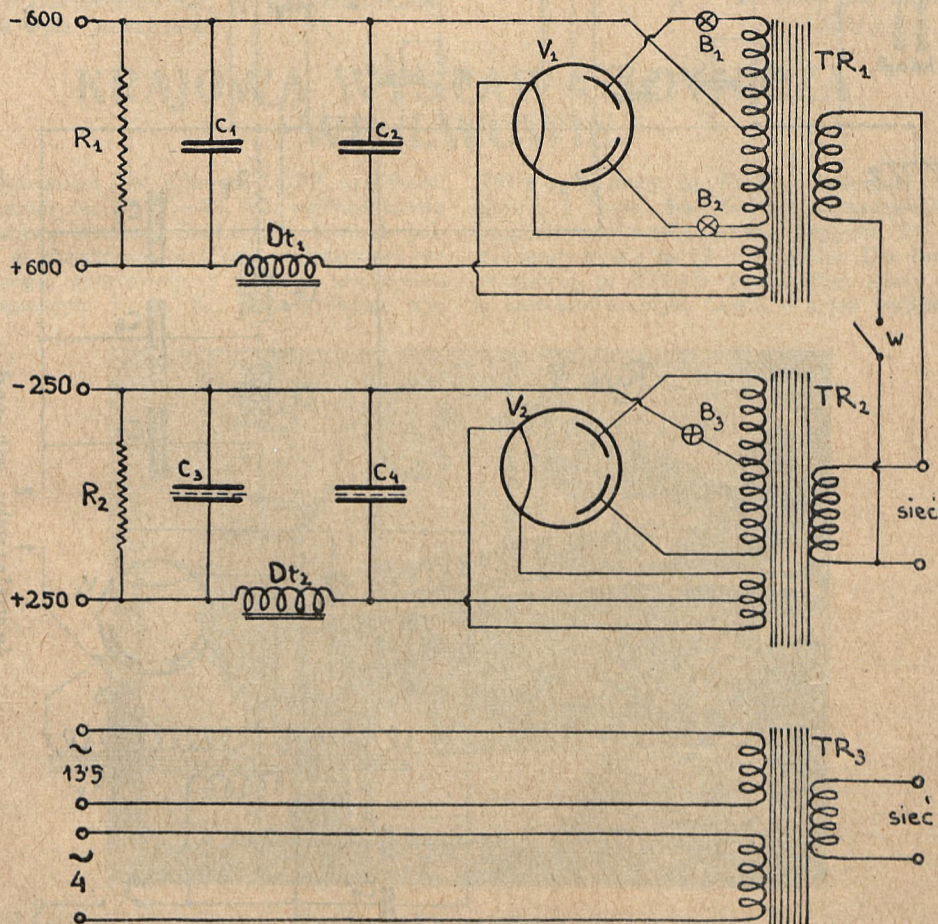 -600
V₁
B₁
TR₁
R₁
C₁
C₂
B₂
Dt₁
+600
W
-250
V₂
B₃
TR₂
R₂
C₃
C₄
sieć
Dt₂
+250
~
13'5
TR₃
sieć
~
4